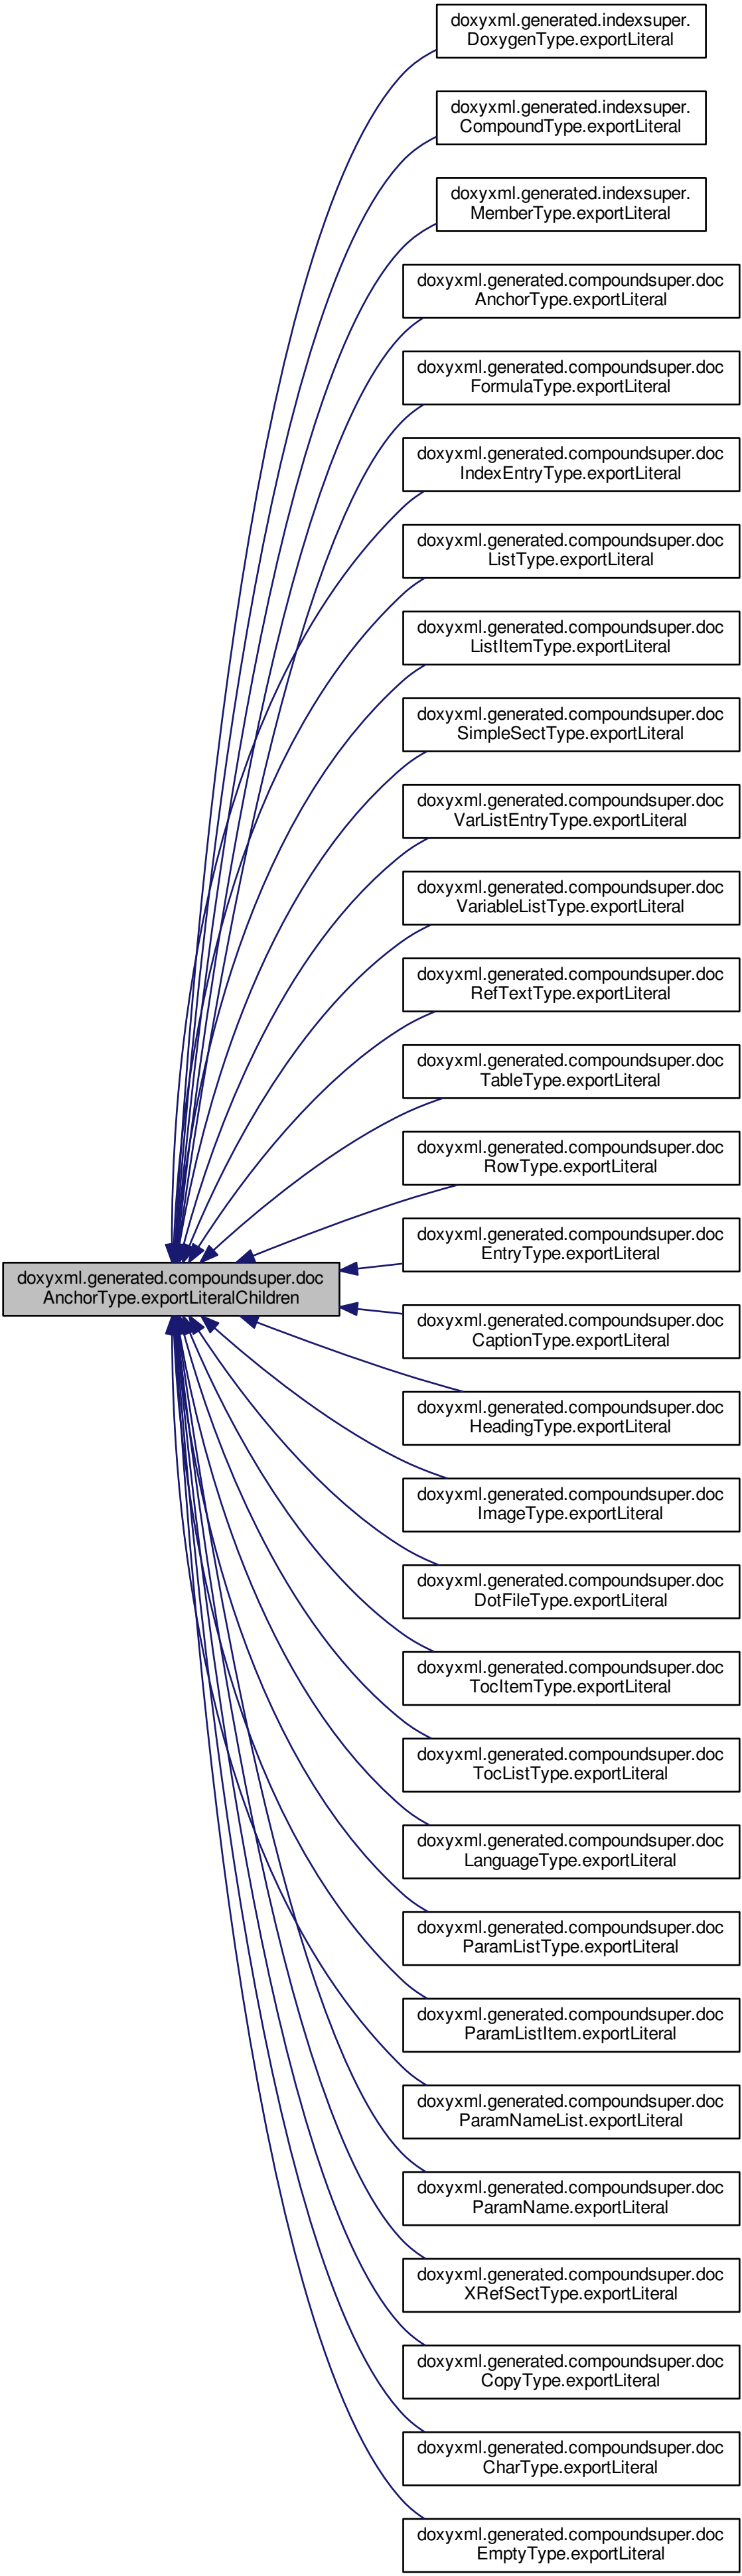 doxyxml.generated.indexsuper.
DoxygenType.exportLiteral
doxyxml.generated.indexsuper.
CompoundType.exportLiteral
doxyxml.generated.indexsuper.
MemberType.exportLiteral
doxyxml.generated.compoundsuper.doc
AnchorType.exportLiteral
doxyxml.generated.compoundsuper.doc
FormulaType.exportLiteral
doxyxml.generated.compoundsuper.doc
IndexEntryType.exportLiteral
doxyxml.generated.compoundsuper.doc
ListType.exportLiteral
doxyxml.generated.compoundsuper.doc
ListItemType.exportLiteral
doxyxml.generated.compoundsuper.doc
SimpleSectType.exportLiteral
doxyxml.generated.compoundsuper.doc
VarListEntryType.exportLiteral
doxyxml.generated.compoundsuper.doc
VariableListType.exportLiteral
doxyxml.generated.compoundsuper.doc
RefTextType.exportLiteral
doxyxml.generated.compoundsuper.doc
TableType.exportLiteral
doxyxml.generated.compoundsuper.doc
RowType.exportLiteral
doxyxml.generated.compoundsuper.doc
EntryType.exportLiteral
doxyxml.generated.compoundsuper.doc
AnchorType.exportLiteralChildren
doxyxml.generated.compoundsuper.doc
CaptionType.exportLiteral
doxyxml.generated.compoundsuper.doc
HeadingType.exportLiteral
doxyxml.generated.compoundsuper.doc
ImageType.exportLiteral
doxyxml.generated.compoundsuper.doc
DotFileType.exportLiteral
doxyxml.generated.compoundsuper.doc
TocItemType.exportLiteral
doxyxml.generated.compoundsuper.doc
TocListType.exportLiteral
doxyxml.generated.compoundsuper.doc
LanguageType.exportLiteral
doxyxml.generated.compoundsuper.doc
ParamListType.exportLiteral
doxyxml.generated.compoundsuper.doc
ParamListItem.exportLiteral
doxyxml.generated.compoundsuper.doc
ParamNameList.exportLiteral
doxyxml.generated.compoundsuper.doc
ParamName.exportLiteral
doxyxml.generated.compoundsuper.doc
XRefSectType.exportLiteral
doxyxml.generated.compoundsuper.doc
CopyType.exportLiteral
doxyxml.generated.compoundsuper.doc
CharType.exportLiteral
doxyxml.generated.compoundsuper.doc
EmptyType.exportLiteral